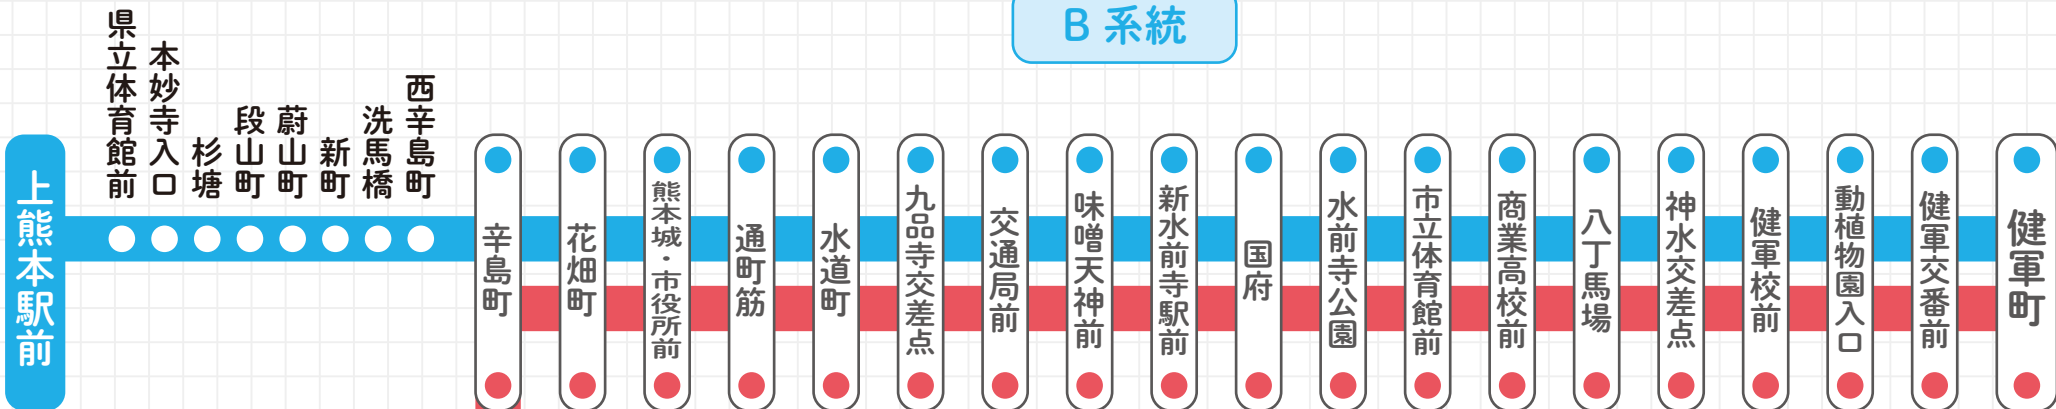 B 系統
上熊本駅前
県立体育館前
本妙寺入口
杉塘
段山町
蔚山町
新町
洗馬橋
西辛島町
辛島町
花畑町
熊本城・市役所前
通町筋
水道町
九品寺交差点
交通局前
味噌天神前
新水前寺駅前
国府
水前寺公園
市立体育館前
商業高校前
八丁馬場
神水交差点
健軍校前
動植物園入口
健軍交番前
健軍町